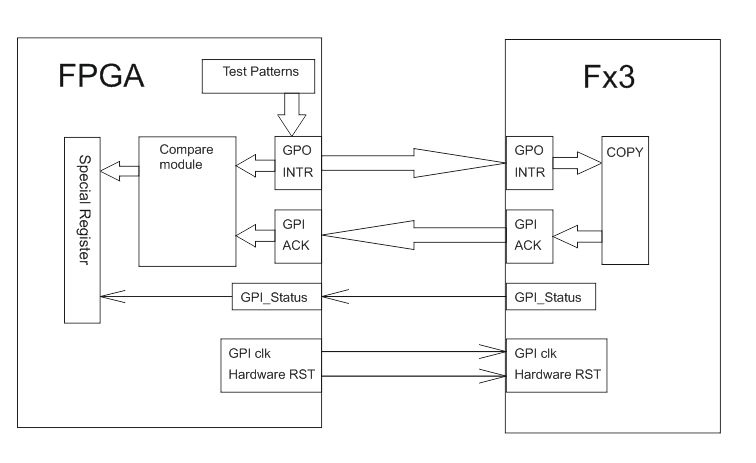 FPGA
Test Patterns
Fx3
Special Register
Compare
module
GPO
INTR
GPO
INTR
COPY
GPI
ACK
GPI
ACK
GPI_Status
GPI_Status
GPI clk
Hardware RST
GPI clk
Hardware RST